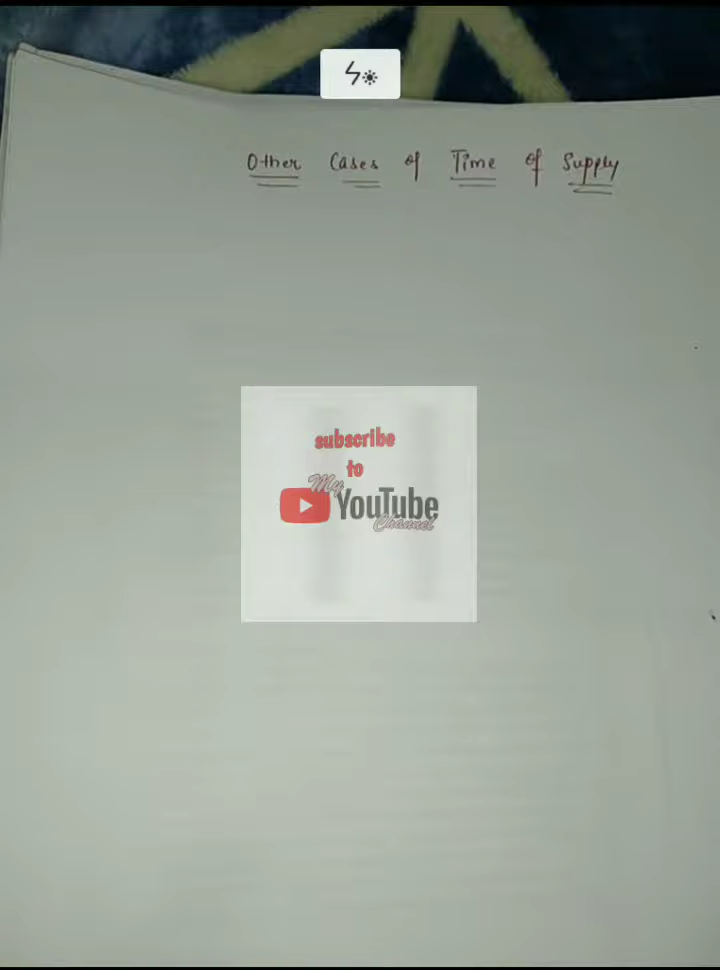 Other Cases of Time of Supply
subscribe
to
My
YouTube
Channel